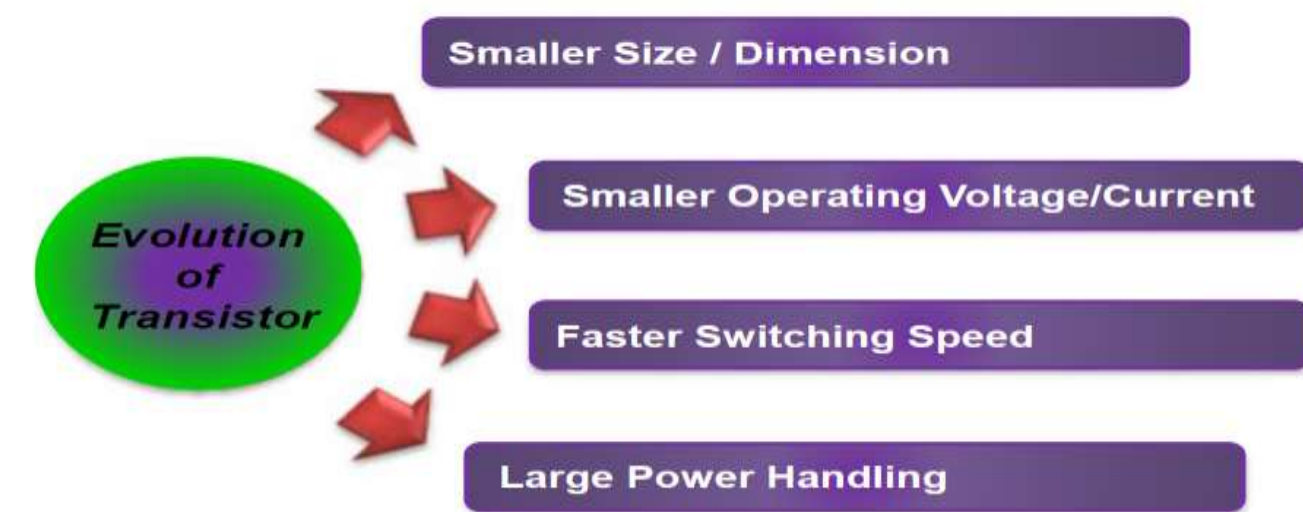 Smaller Size / Dimension
Smaller Operating Voltage/Current
Evolution
of
Transistor
Faster Switching Speed
Large Power Handling